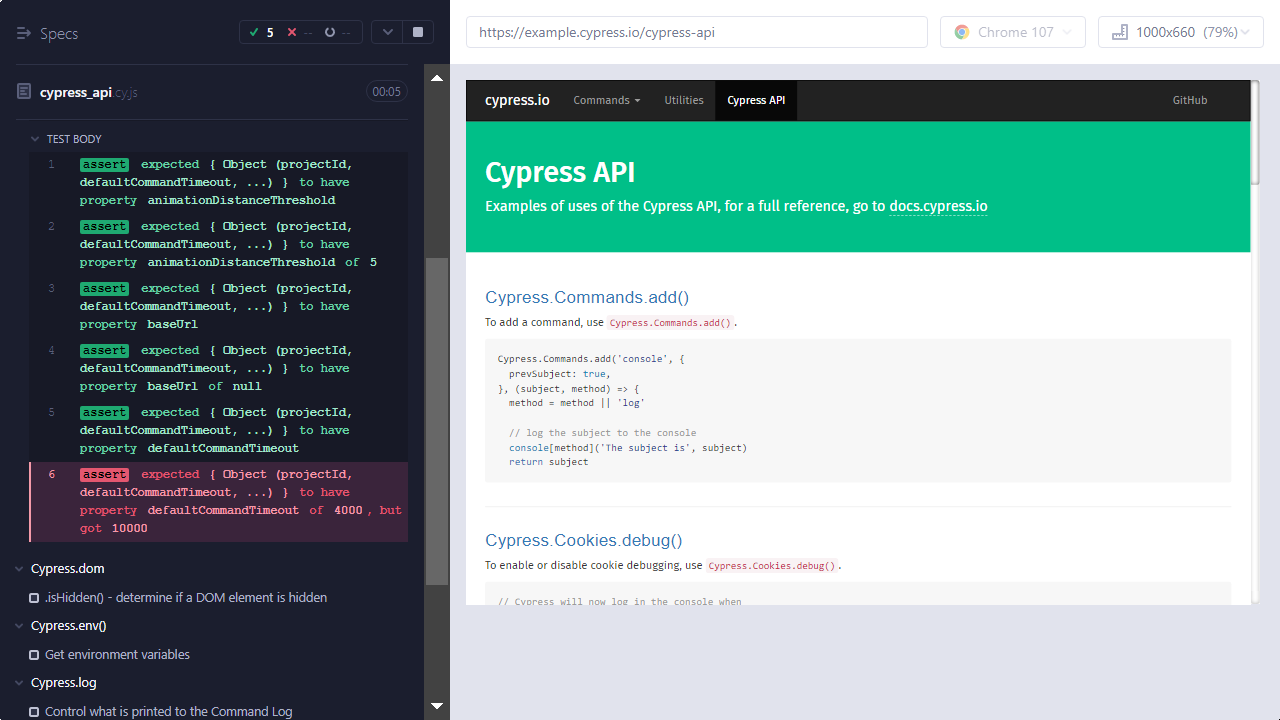 Specs
5
--
--
cypress_api.cy.js
00:05
TEST BODY
1 assert expected { Object (projectId,
defaultCommandTimeout, ...) } to have
property animationDistanceThreshold
2 assert expected { Object (projectId,
defaultCommandTimeout, ...) } to have
property animationDistanceThreshold of 5
3 assert expected { Object (projectId,
defaultCommandTimeout, ...) } to have
property baseUrl
4 assert expected { Object (projectId,
defaultCommandTimeout, ...) } to have
property baseUrl of null
5 assert expected { Object (projectId,
defaultCommandTimeout, ...) } to have
property defaultCommandTimeout
6 assert expected { Object (projectId,
defaultCommandTimeout, ...) } to have
property defaultCommandTimeout of 4000, but
got 10000
Cypress.dom
.isHidden() - determine if a DOM element is hidden
Cypress.env()
Get environment variables
Cypress.log
Control what is printed to the Command Log
https://example.cypress.io/cypress-api
Chrome 107
1000x660 (79%)
cypress.io Commands Utilities Cypress API GitHub
Cypress API
Examples of uses of the Cypress API, for a full reference, go to docs.cypress.io
Cypress.Commands.add()
To add a command, use Cypress.Commands.add().
Cypress.Commands.add('console', {
prevSubject: true,
}, (subject, method) => {
method = method || 'log'
// log the subject to the console
console[method]('The subject is', subject)
return subject
Cypress.Cookies.debug()
To enable or disable cookie debugging, use Cypress.Cookies.debug().
// Cypress will now log in the console when